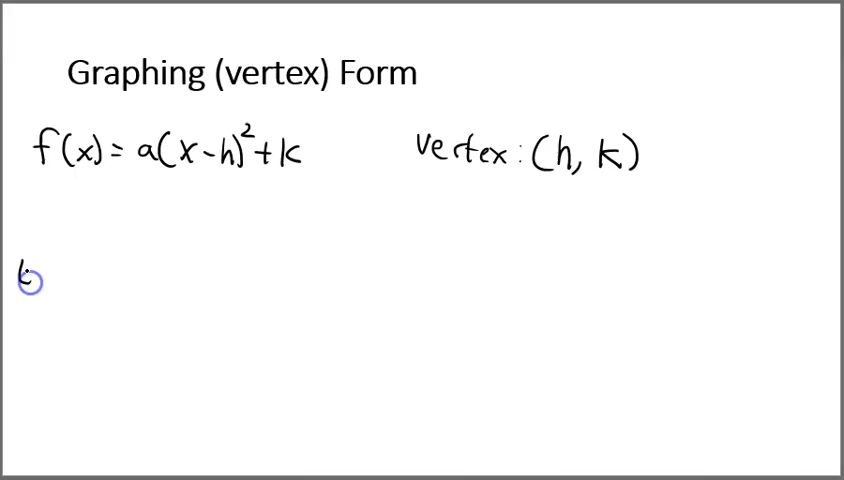 Graphing (vertex) Form
f(x) = a(x-h)²+k vertex: (h, k)